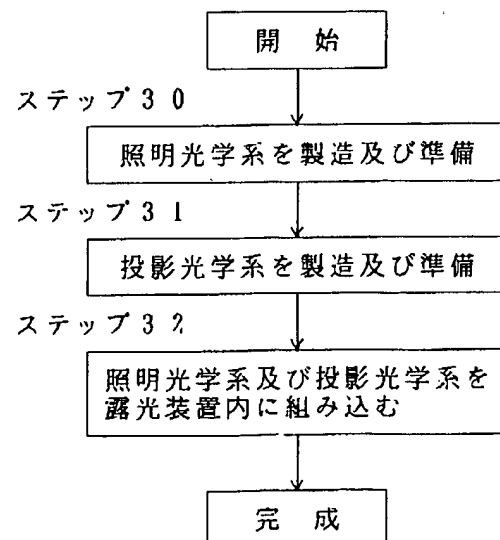 開 始
ステップ30
照明光学系を製造及び準備
ステップ31
投影光学系を製造及び準備
ステップ32
照明光学系及び投影光学系を
露光装置内に組み込む
完 成